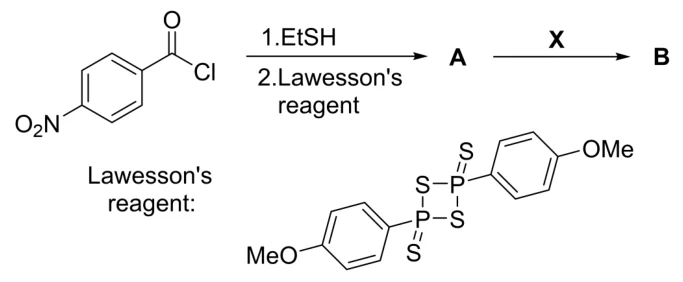 O
Cl
O₂N
1.EtSH
2.Lawesson's
reagent
A
X
B
Lawesson's
reagent:
S
S
P
OMe
P
S
MeO
S